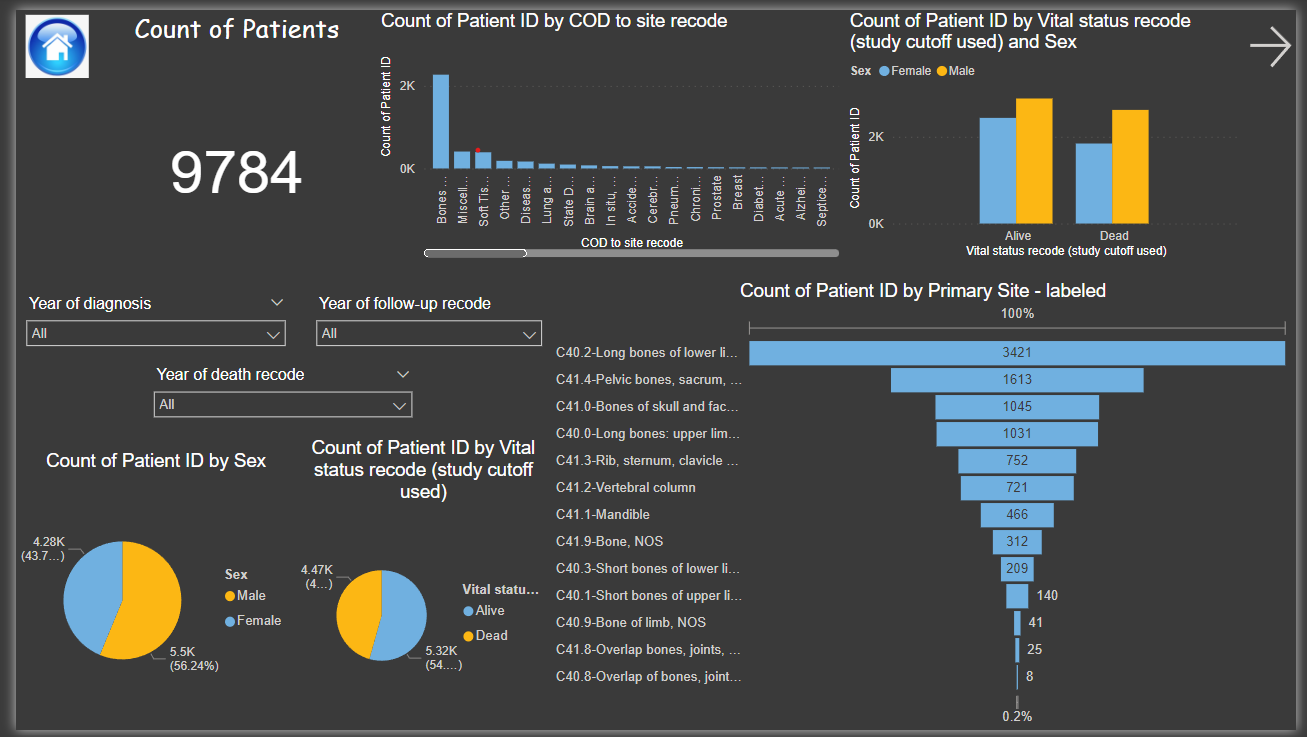 Count of Patients
9784
Count of Patient ID by COD to site recode
Count of Patient ID
2K
0K
Bones ...
Miscell...
Soft Tis...
Other ...
Diseas...
Lung a...
State D...
Brain a...
In situ, ...
Accide...
Cerebr...
Pneum...
Chroni...
Prostate
Breast
Diabet...
Acute ...
Alzhei...
Septice...
COD to site recode
Count of Patient ID by Vital status recode
(study cutoff used) and Sex
Sex Female Male
Count of Patient ID
2K
0K
Alive Dead
Vital status recode (study cutoff used)
Year of diagnosis
All
Year of follow-up recode
All
Year of death recode
All
Count of Patient ID by Sex
4.28K
(43.7...)
5.5K
(56.24%)
Sex
Male
Female
Count of Patient ID by Vital
status recode (study cutoff
used)
4.47K
(4...)
5.32K
(54....)
Vital statu...
Alive
Dead
Count of Patient ID by Primary Site - labeled
100%
C40.2-Long bones of lower li... 3421
C41.4-Pelvic bones, sacrum, ... 1613
C41.0-Bones of skull and fac... 1045
C40.0-Long bones: upper lim... 1031
C41.3-Rib, sternum, clavicle ... 752
C41.2-Vertebral column 721
C41.1-Mandible 466
C41.9-Bone, NOS 312
C40.3-Short bones of lower li... 209
C40.1-Short bones of upper li... 140
C40.9-Bone of limb, NOS 41
C41.8-Overlap bones, joints, ... 25
C40.8-Overlap of bones, joint... 8
0.2%